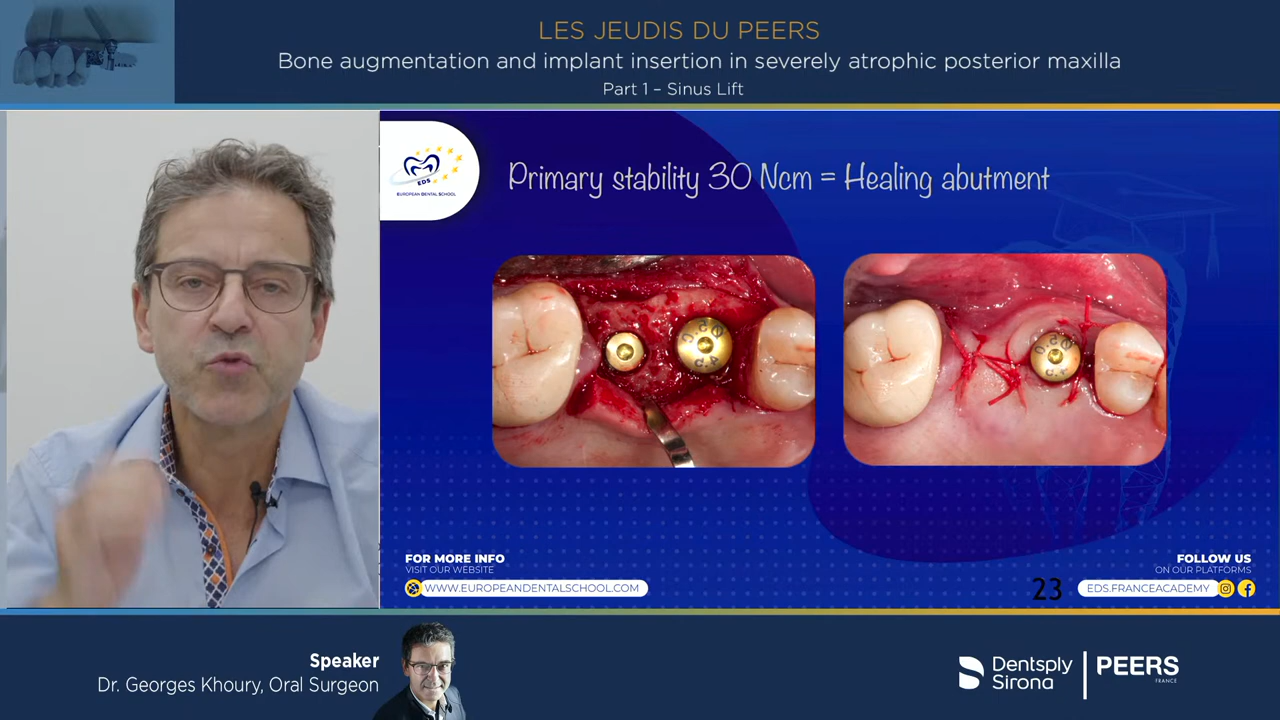 LES JEUDIS DU PEERS
Bone augmentation and implant insertion in severely atrophic posterior maxilla
Part 1 – Sinus Lift
EDS
EUROPEAN DENTAL SCHOOL
Primary stability 30 Ncm = Healing abutment
FOR MORE INFO
VISIT OUR WEBSITE
WWW.EUROPEANDENTALSCHOOL.COM
23
FOLLOW US
ON OUR PLATFORMS
EDS.FRANCEACADEMY
Speaker
Dr. Georges Khoury, Oral Surgeon
Dentsply
Sirona
PEERS
FRANCE